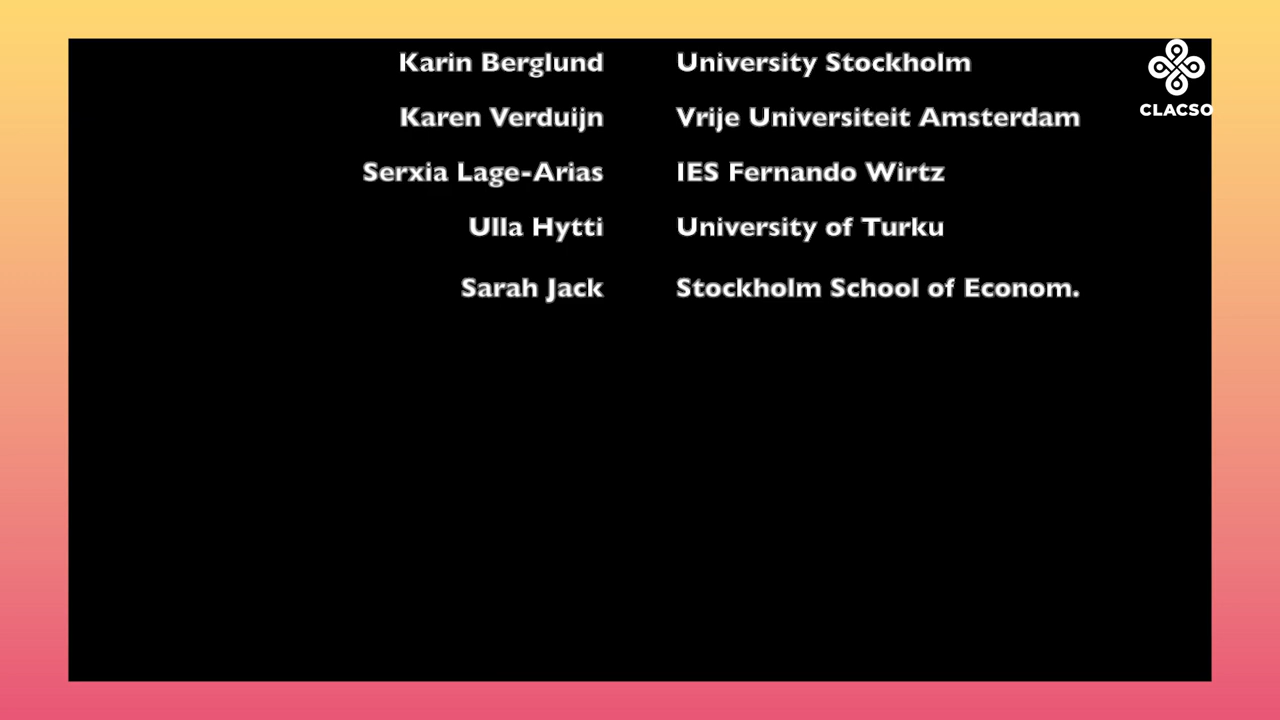 Karin Berglund University Stockholm
Karen Verduijn Vrije Universiteit Amsterdam
Serxia Lage-Arias IES Fernando Wirtz
Ulla Hytti University of Turku
Sarah Jack Stockholm School of Econom.
CLACSO